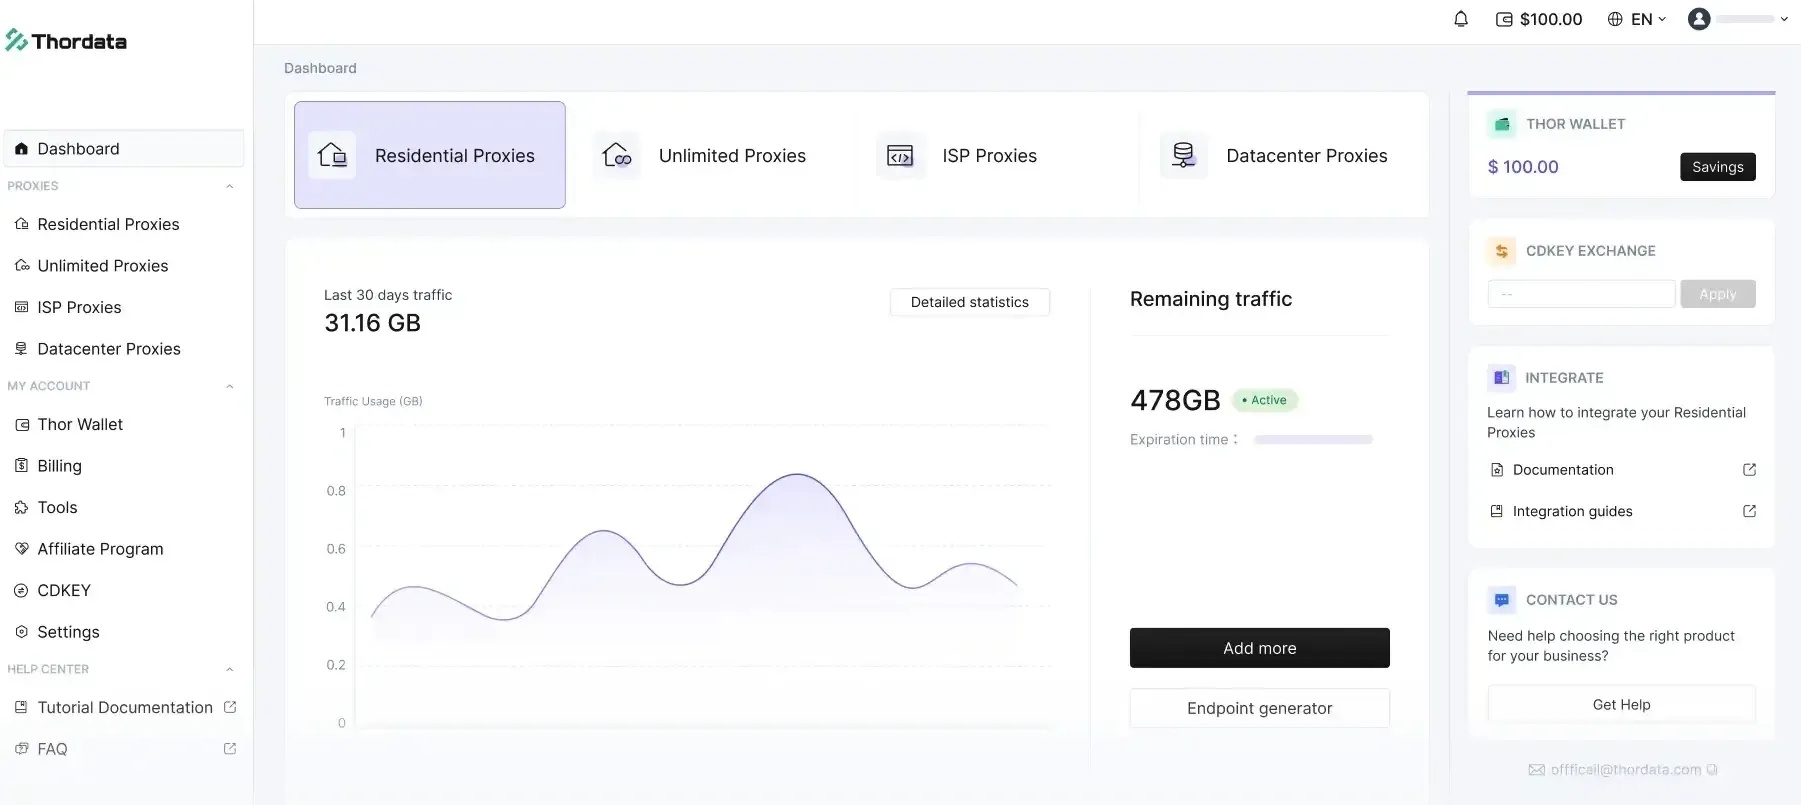 Thordata
Dashboard
PROXIES
Residential Proxies
Unlimited Proxies
ISP Proxies
Datacenter Proxies
MY ACCOUNT
Thor Wallet
Billing
Tools
Affiliate Program
CDKEY
Settings
HELP CENTER
Tutorial Documentation
FAQ
$100.00
EN
Dashboard
Residential Proxies
Unlimited Proxies
ISP Proxies
Datacenter Proxies
Last 30 days traffic
31.16 GB
Detailed statistics
Traffic Usage (GB)
1
0.8
0.6
0.4
0.2
0
Remaining traffic
478GB
• Active
Expiration time :
Add more
Endpoint generator
THOR WALLET
$ 100.00
Savings
CDKEY EXCHANGE
--
Apply
INTEGRATE
Learn how to integrate your Residential
Proxies
Documentation
Integration guides
CONTACT US
Need help choosing the right product
for your business?
Get Help
offficail@thordata.com